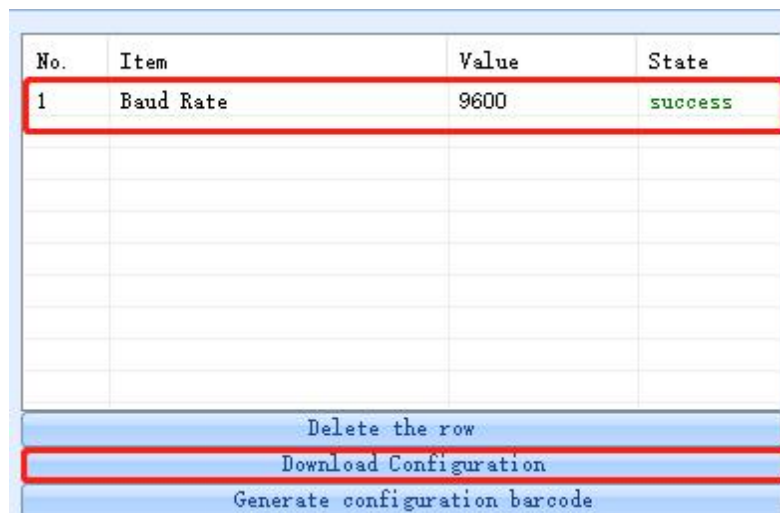 No. Item Value State
1 Baud Rate 9600 success
Delete the row
Download Configuration
Generate configuration barcode